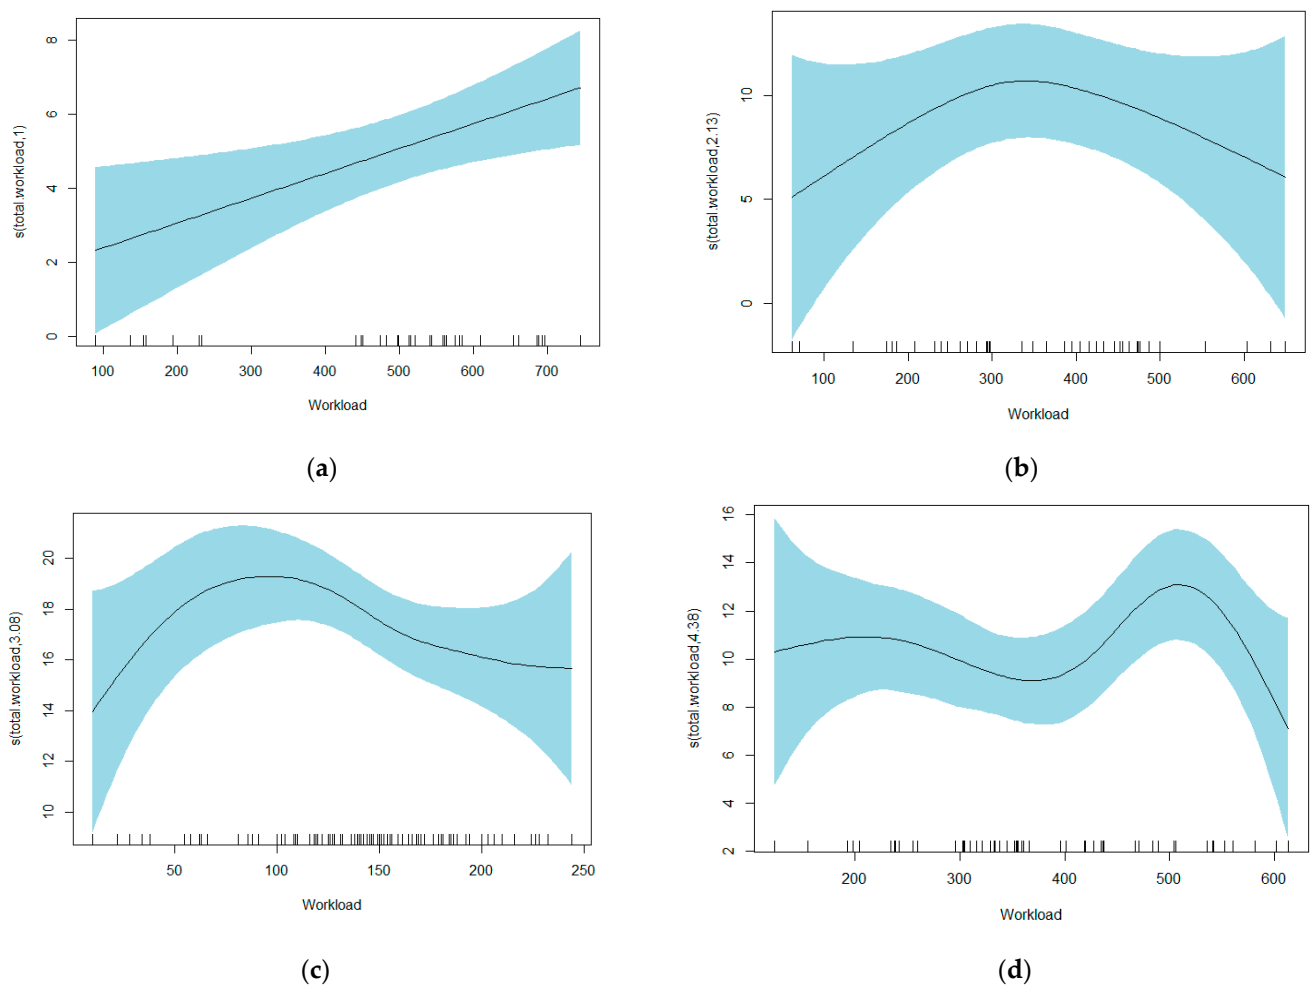 8
6
4
2
0
s(total.workload,1)
100 200 300 400 500 600 700
Workload
(a)
10
5
0
s(total.workload,2.13)
100 200 300 400 500 600
Workload
(b)
20
18
16
14
12
10
s(total.workload,3.08)
50 100 150 200 250
Workload
(c)
16
14
12
10
8
6
4
2
s(total.workload,4.38)
200 300 400 500 600
Workload
(d)